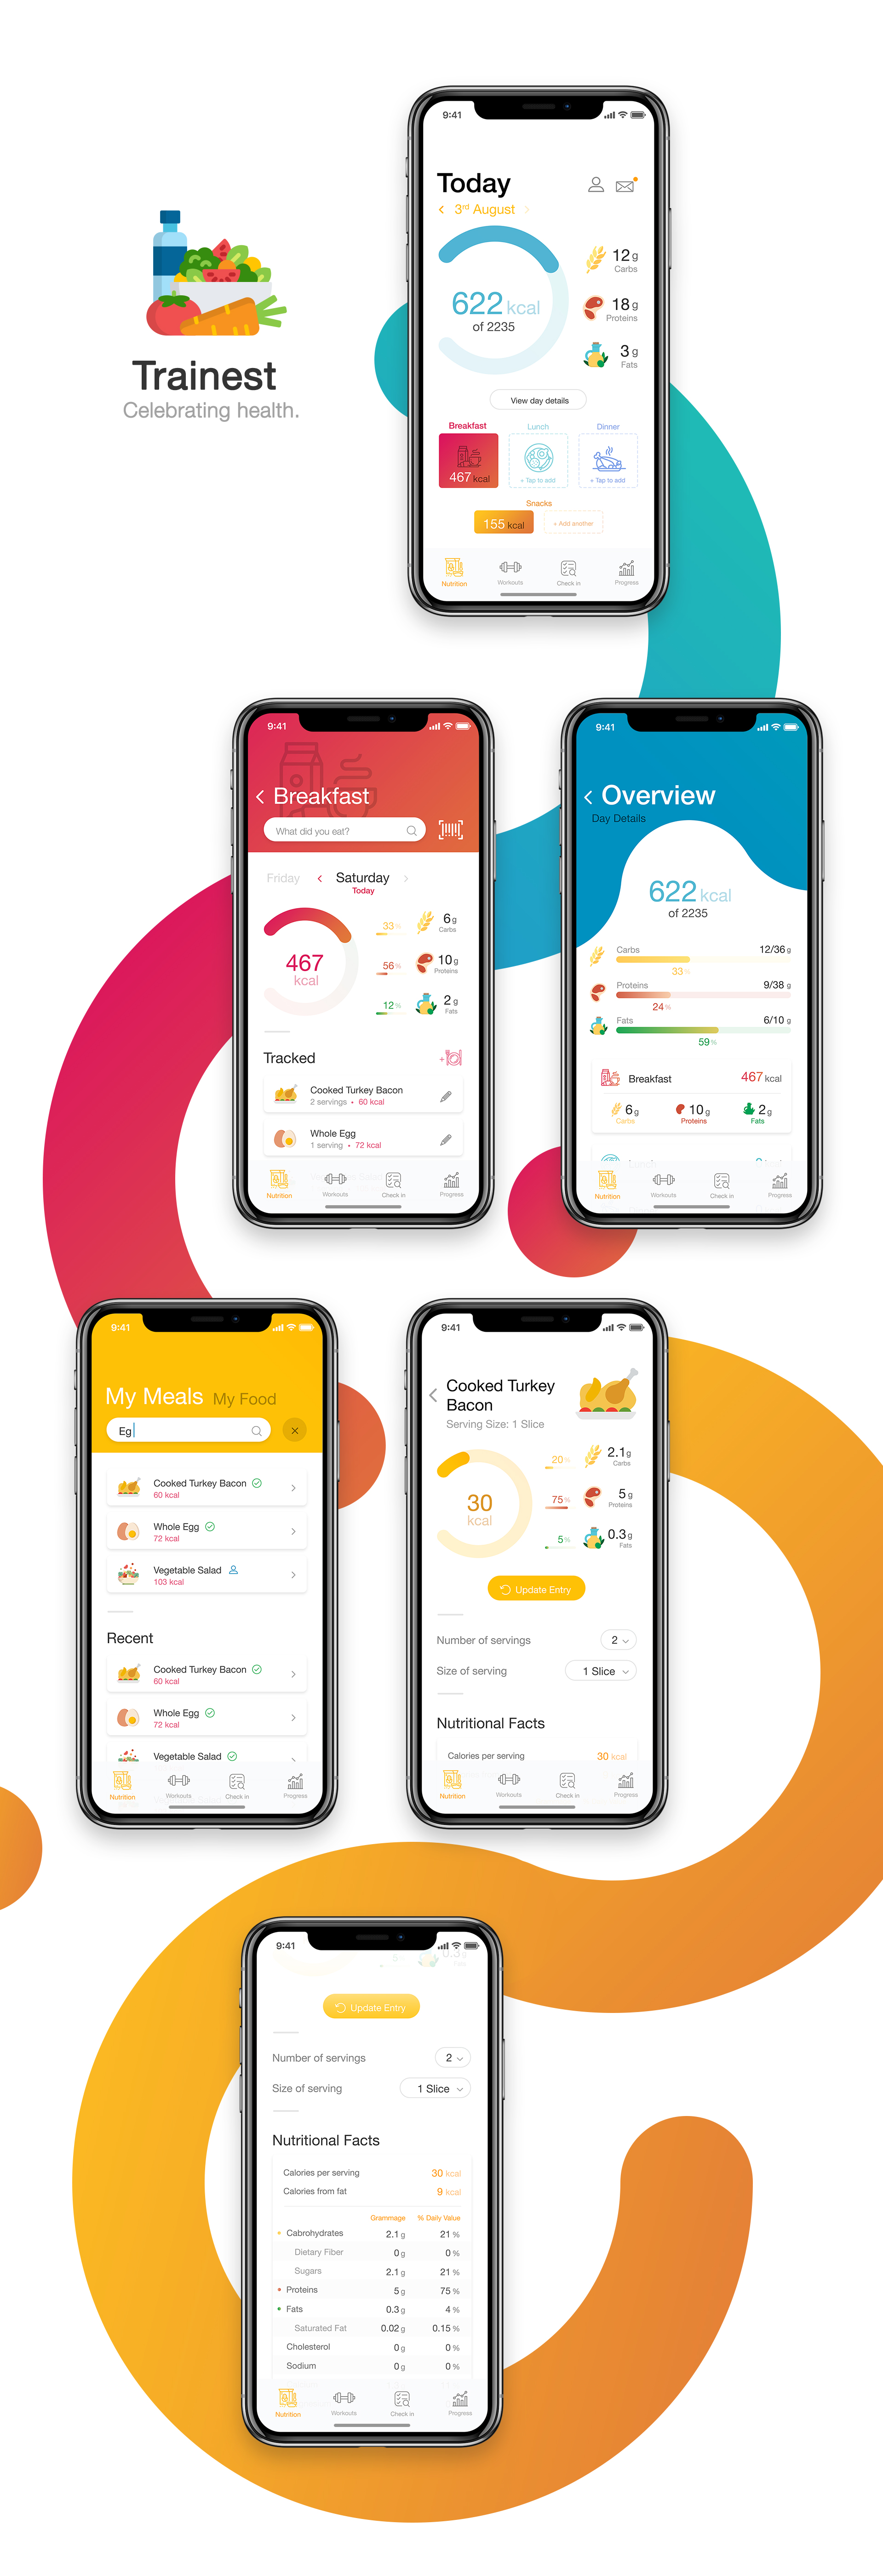 Trainest
Celebrating health.
9:41
Today
3rd August
622 kcal
of 2235
12 g
Carbs
18 g
Proteins
3 g
Fats
View day details
Breakfast
Lunch
Dinner
467 kcal
+ Tap to add
+ Tap to add
Snacks
155 kcal
+ Add another
Nutrition
Workouts
Check in
Progress
9:41
Breakfast
What did you eat?
Friday
Saturday
Today
467
kcal
33%
6 g
Carbs
56%
10 g
Proteins
12%
2 g
Fats
Tracked
Cooked Turkey Bacon
2 servings • 60 kcal
Whole Egg
1 serving • 72 kcal
Nutrition
Workouts
Check in
Progress
9:41
Overview
Day Details
622 kcal
of 2235
Carbs
12/36 g
33%
Proteins
9/38 g
24%
Fats
6/10 g
59%
Breakfast
467 kcal
6 g
Carbs
10 g
Proteins
2 g
Fats
Nutrition
Workouts
Check in
Progress
9:41
My Meals My Food
Eg
Cooked Turkey Bacon
60 kcal
Whole Egg
72 kcal
Vegetable Salad
103 kcal
Recent
Cooked Turkey Bacon
60 kcal
Whole Egg
72 kcal
Vegetable Salad
Nutrition
Workouts
Check in
Progress
9:41
Cooked Turkey
Bacon
Serving Size: 1 Slice
30
kcal
20%
2.1 g
Carbs
75%
5 g
Proteins
5%
0.3 g
Fats
Update Entry
Number of servings
2
Size of serving
1 Slice
Nutritional Facts
Calories per serving
30 kcal
Nutrition
Workouts
Check in
Progress
9:41
Update Entry
Number of servings
2
Size of serving
1 Slice
Nutritional Facts
Calories per serving
30 kcal
Calories from fat
9 kcal
Grammage % Daily Value
Cabrohydrates 2.1 g 21 %
Dietary Fiber 0 g 0 %
Sugars 2.1 g 21 %
Proteins 5 g 75 %
Fats 0.3 g 4 %
Saturated Fat 0.02 g 0.15 %
Cholesterol 0 g 0 %
Sodium 0 g 0 %
Nutrition
Workouts
Check in
Progress